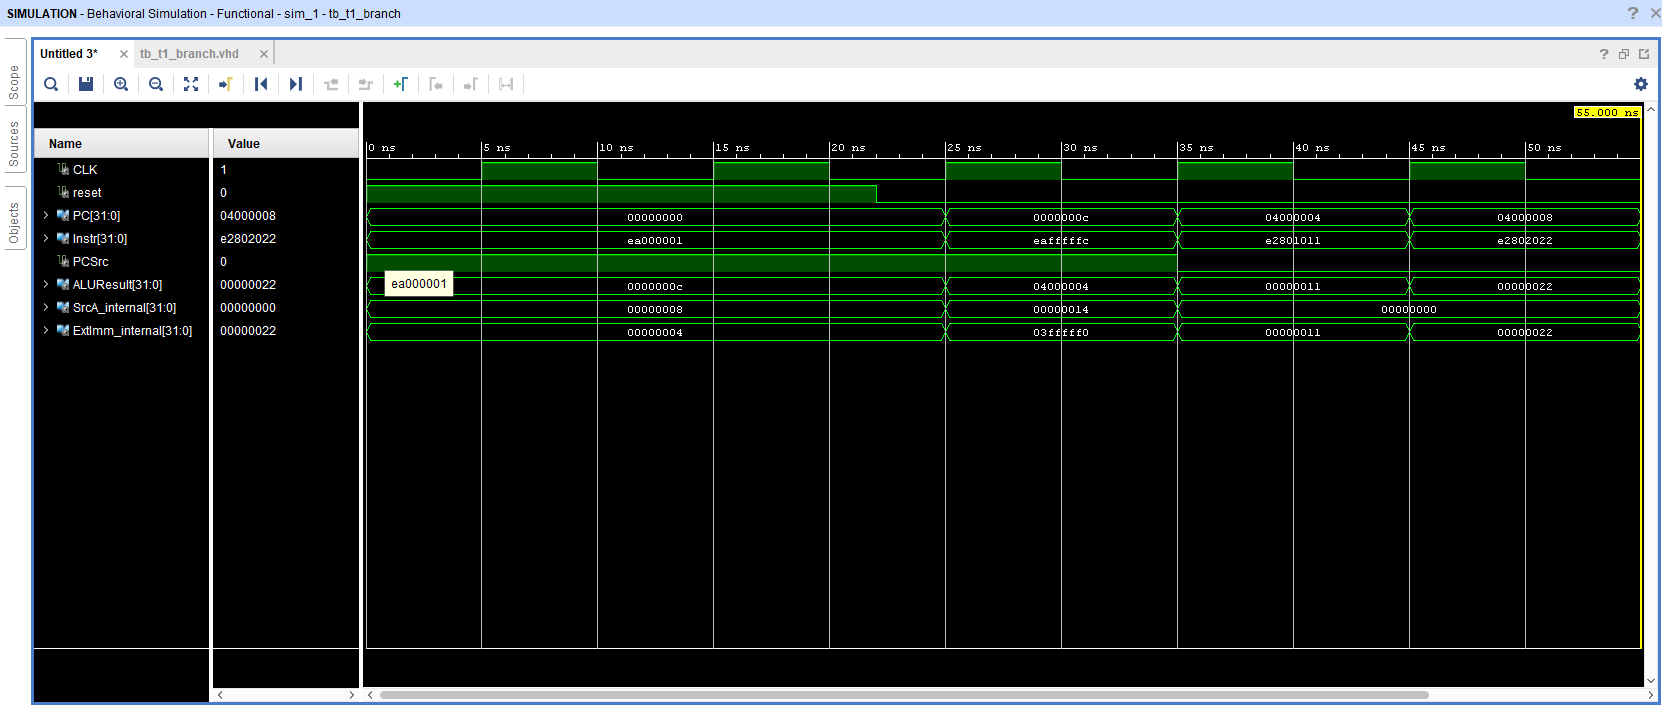 SIMULATION - Behavioral Simulation - Functional - sim_1 - tb_t1_branch ? ×
Scope
Sources
Objects
Untitled 3* × tb_t1_branch.vhd × ?
55.000 ns
Name Value 0 ns 5 ns 10 ns 15 ns 20 ns 25 ns 30 ns 35 ns 40 ns 45 ns 50 ns
CLK 1
reset 0
PC[31:0] 04000008 00000000 0000000c 04000004 04000008
Instr[31:0] e2802022 ea000001 eafffffc e2801011 e2802022
PCSrc 0
ALUResult[31:0] 00000022 ea000001 0000000c 04000004 00000011 00000022
SrcA_internal[31:0] 00000000 00000008 00000014 00000000
ExtImm_internal[31:0] 00000022 00000004 03fffff0 00000011 00000022